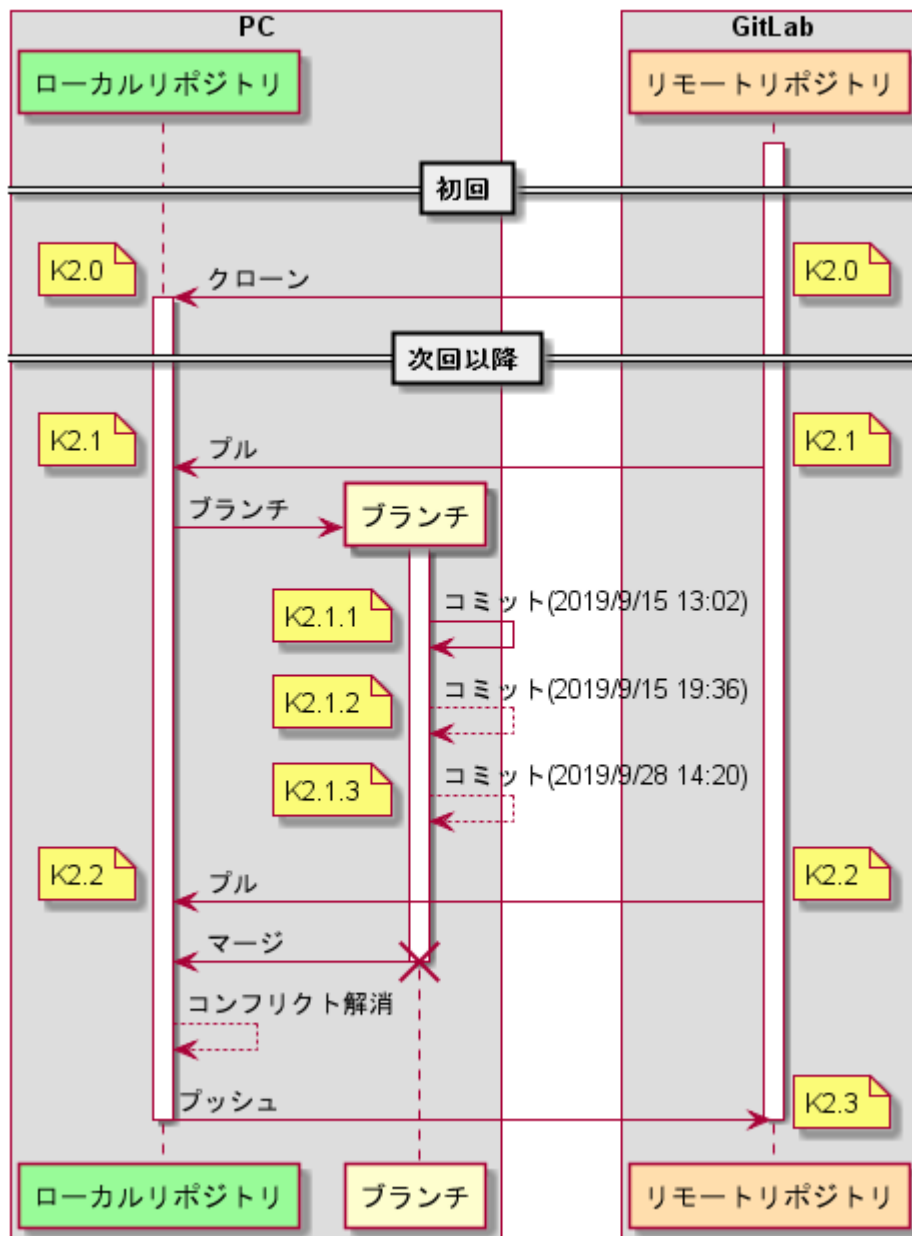 PC
GitLab
ローカルリポジトリ
リモートリポジトリ
初回
K2.0
クローン
K2.0
次回以降
K2.1
プル
K2.1
ブランチ
ブランチ
K2.1.1
コミット(2019/9/15 13:02)
K2.1.2
コミット(2019/9/15 19:36)
K2.1.3
コミット(2019/9/28 14:20)
K2.2
プル
K2.2
マージ
コンフリクト解消
プッシュ
K2.3
ローカルリポジトリ
ブランチ
リモートリポジトリ